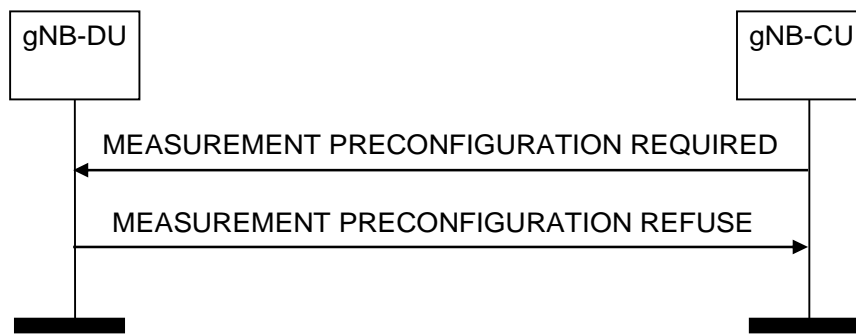 gNB-DU
gNB-CU
MEASUREMENT PRECONFIGURATION REQUIRED
MEASUREMENT PRECONFIGURATION REFUSE